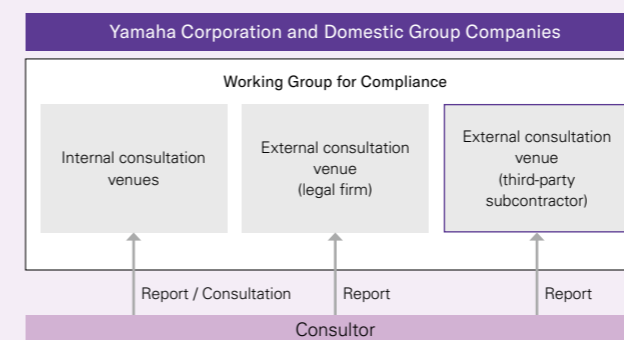 Yamaha Corporation and Domestic Group Companies
Working Group for Compliance
Internal consultation
venues
External consultation
venue
(legal firm)
External consultation
venue
(third-party
subcontractor)
Report / Consultation
Report
Report
Consultor